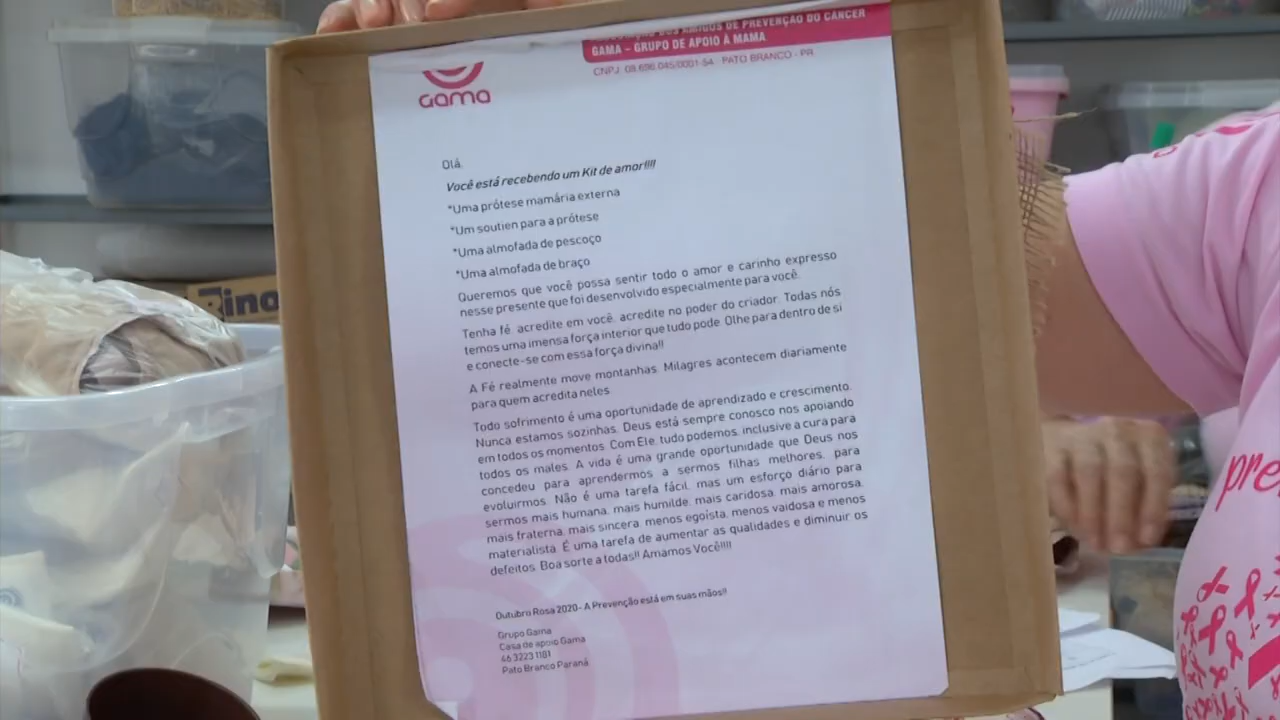 DOS AMIGOS DE PREVENÇÃO DO CÂNCER
GAMA – GRUPO DE APOIO À MAMA
CNPJ: 08.696.045/0001-54 PATO BRANCO - PR
Gama
Olá,
Você está recebendo um Kit de amor!!!!
*Uma prótese mamária externa
*Um soutien para a prótese
*Uma almofada de pescoço
*Uma almofada de braço
Queremos que você possa sentir todo o amor e carinho expresso
nesse presente que foi desenvolvido especialmente para você.
Tenha fé, acredite em você, acredite no poder do criador. Todas nós
temos uma imensa força interior que tudo pode. Olhe para dentro de si
e conecte-se com essa força divina!!
A Fé realmente move montanhas. Milagres acontecem diariamente
para quem acredita neles.
Todo sofrimento é uma oportunidade de aprendizado e crescimento.
Nunca estamos sozinhas. Deus está sempre conosco nos apoiando
em todos os momentos. Com Ele, tudo podemos, inclusive a cura para
todos os males. A vida é uma grande oportunidade que Deus nos
concedeu para aprendermos a sermos filhas melhores, para
evoluirmos. Não é uma tarefa fácil, mas um esforço diário para
sermos mais humana, mais humilde, mais caridosa, mais amorosa,
mais fraterna, mais sincera, menos egoísta, menos vaidosa e menos
materialista. É uma tarefa de aumentar as qualidades e diminuir os
defeitos. Boa sorte a todas!! Amamos Você!!!!
Outubro Rosa 2020- A Prevenção está em suas mãos!!
Grupo Gama
Casa de apoio Gama
46 3223 1181
Pato Branco Paraná
Rino
pre